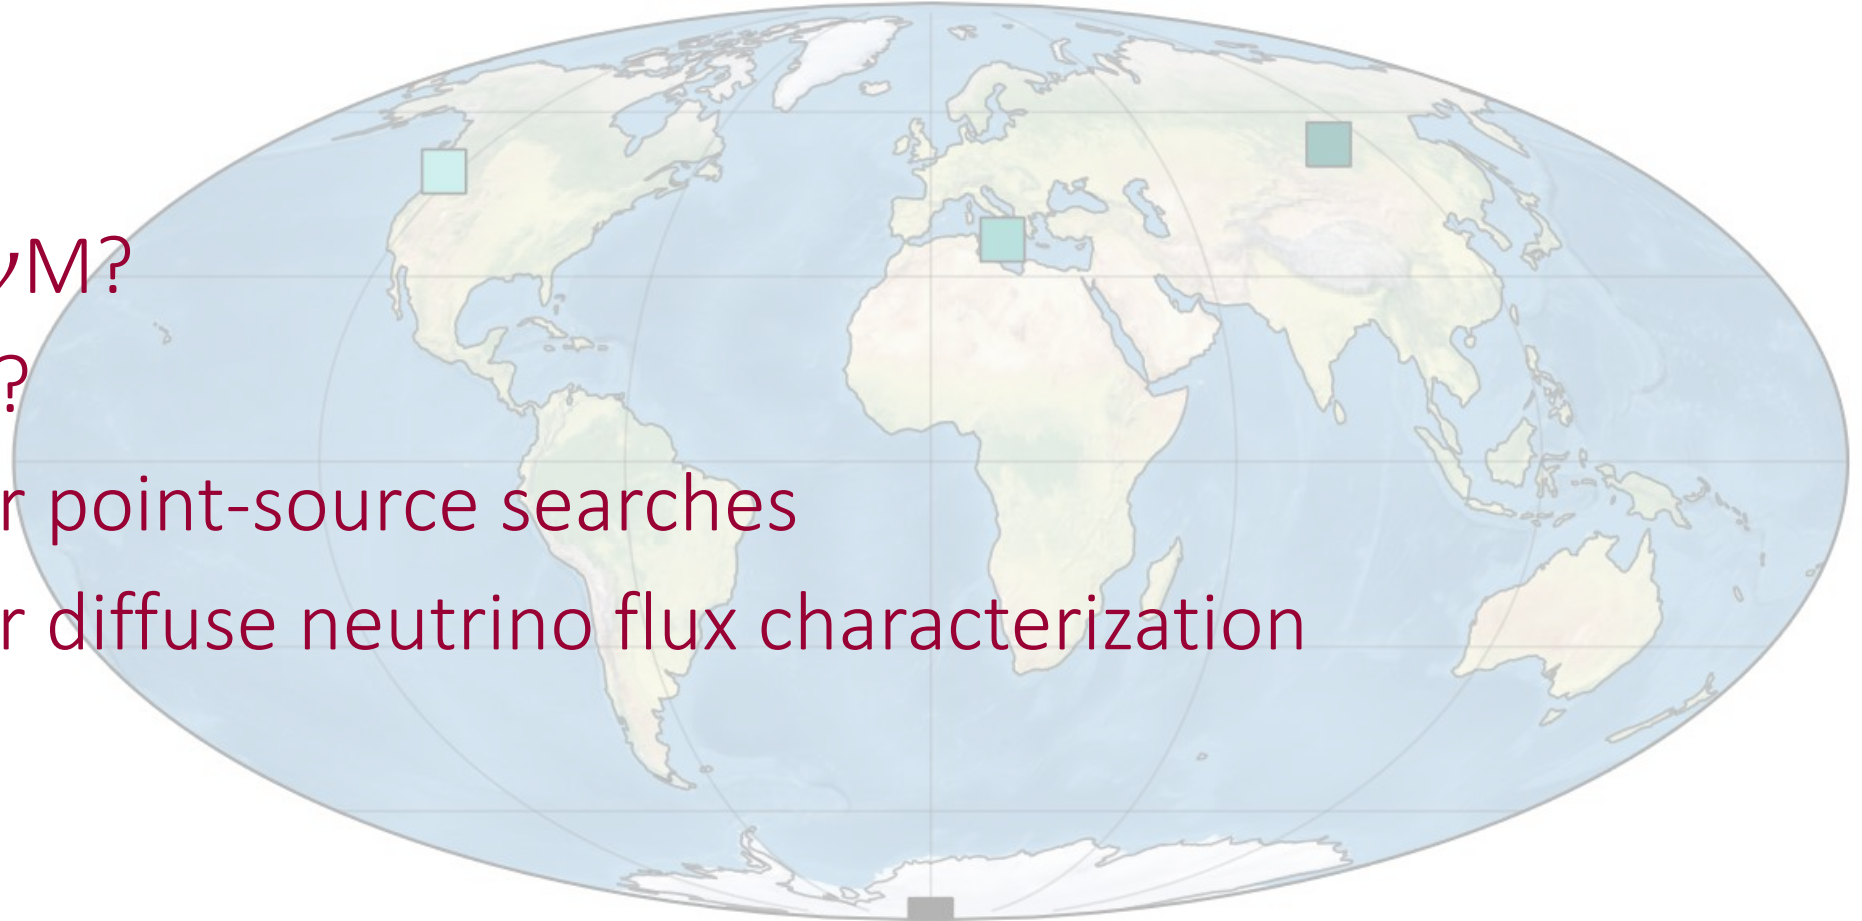 νM?
?
r point-source searches
r diffuse neutrino flux characterization